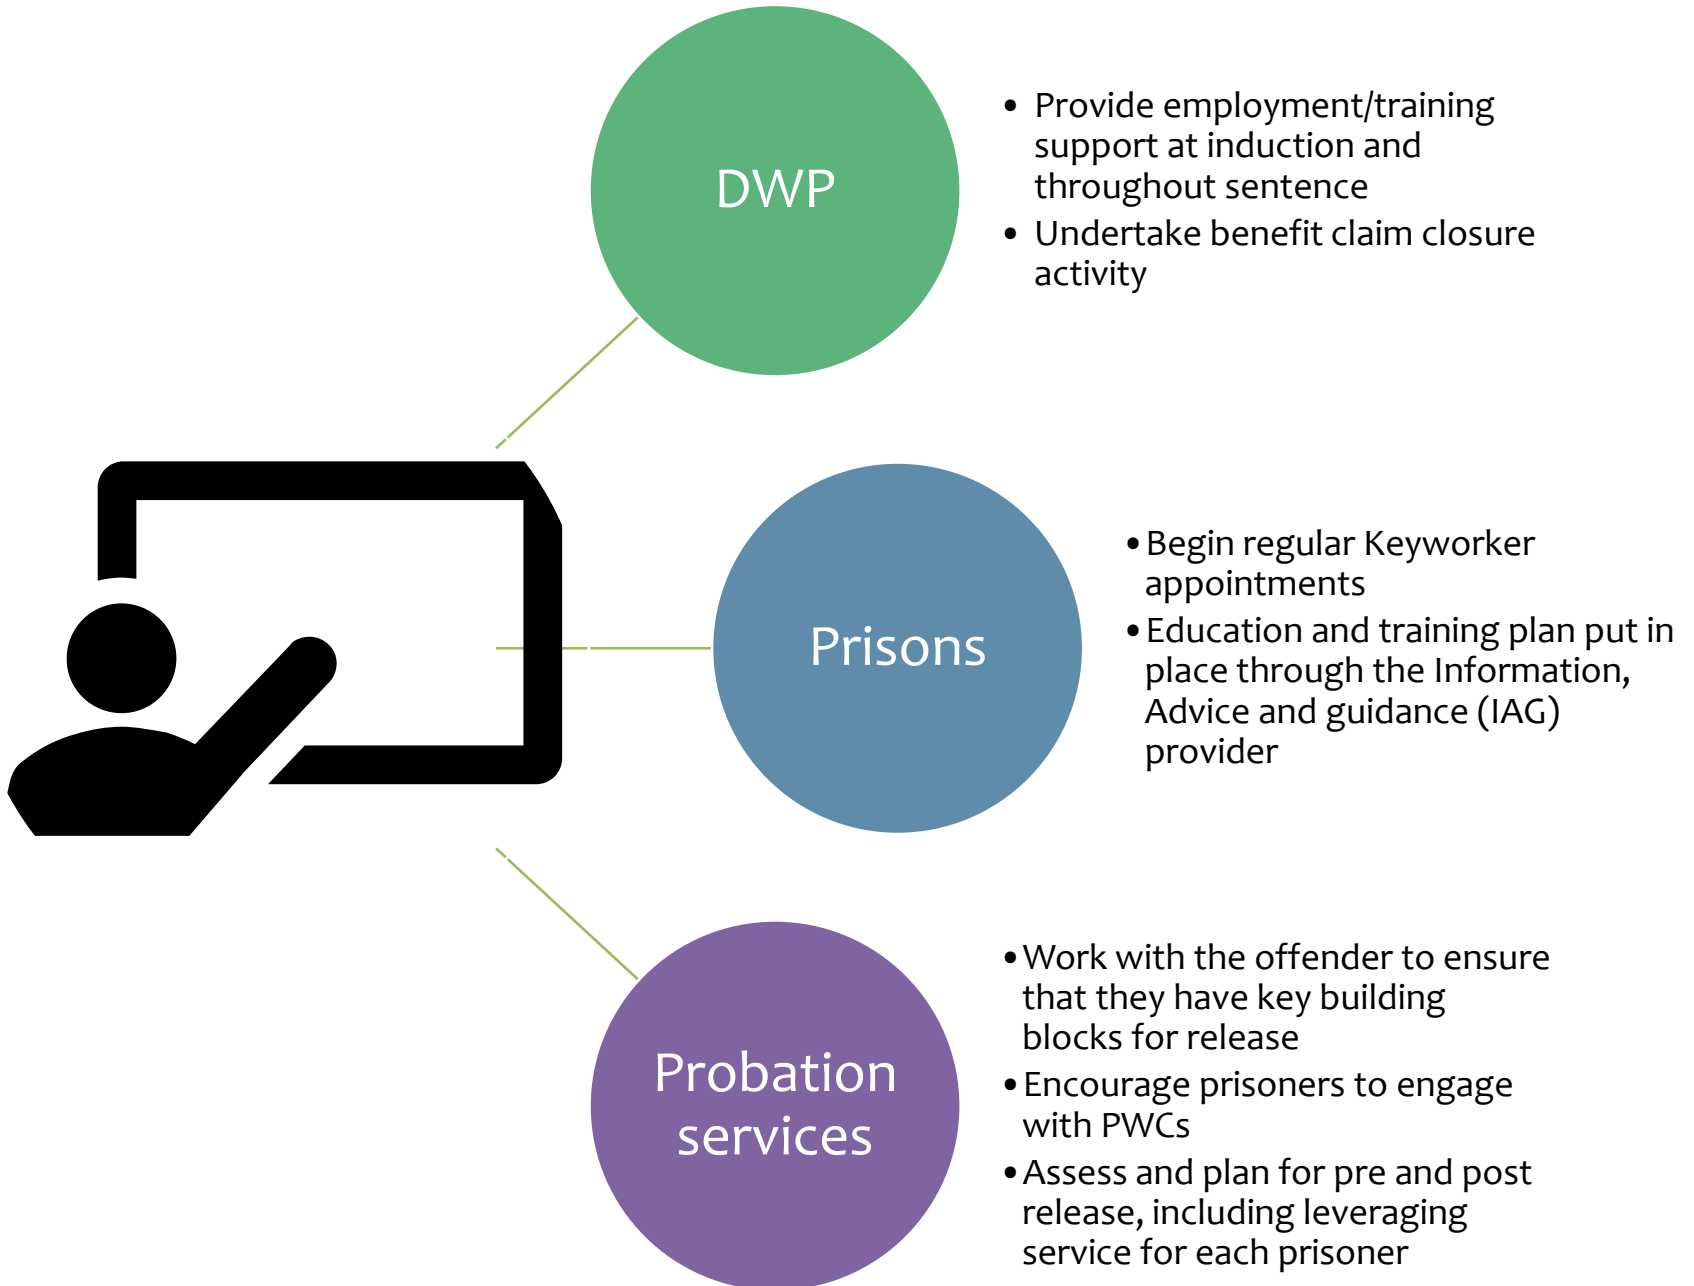 DWP
• Provide employment/training
support at induction and
throughout sentence
• Undertake benefit claim closure
activity
Prisons
• Begin regular Keyworker
appointments
• Education and training plan put in
place through the Information,
Advice and guidance (IAG)
provider
Probation
services
• Work with the offender to ensure
that they have key building
blocks for release
• Encourage prisoners to engage
with PWCs
• Assess and plan for pre and post
release, including leveraging
service for each prisoner